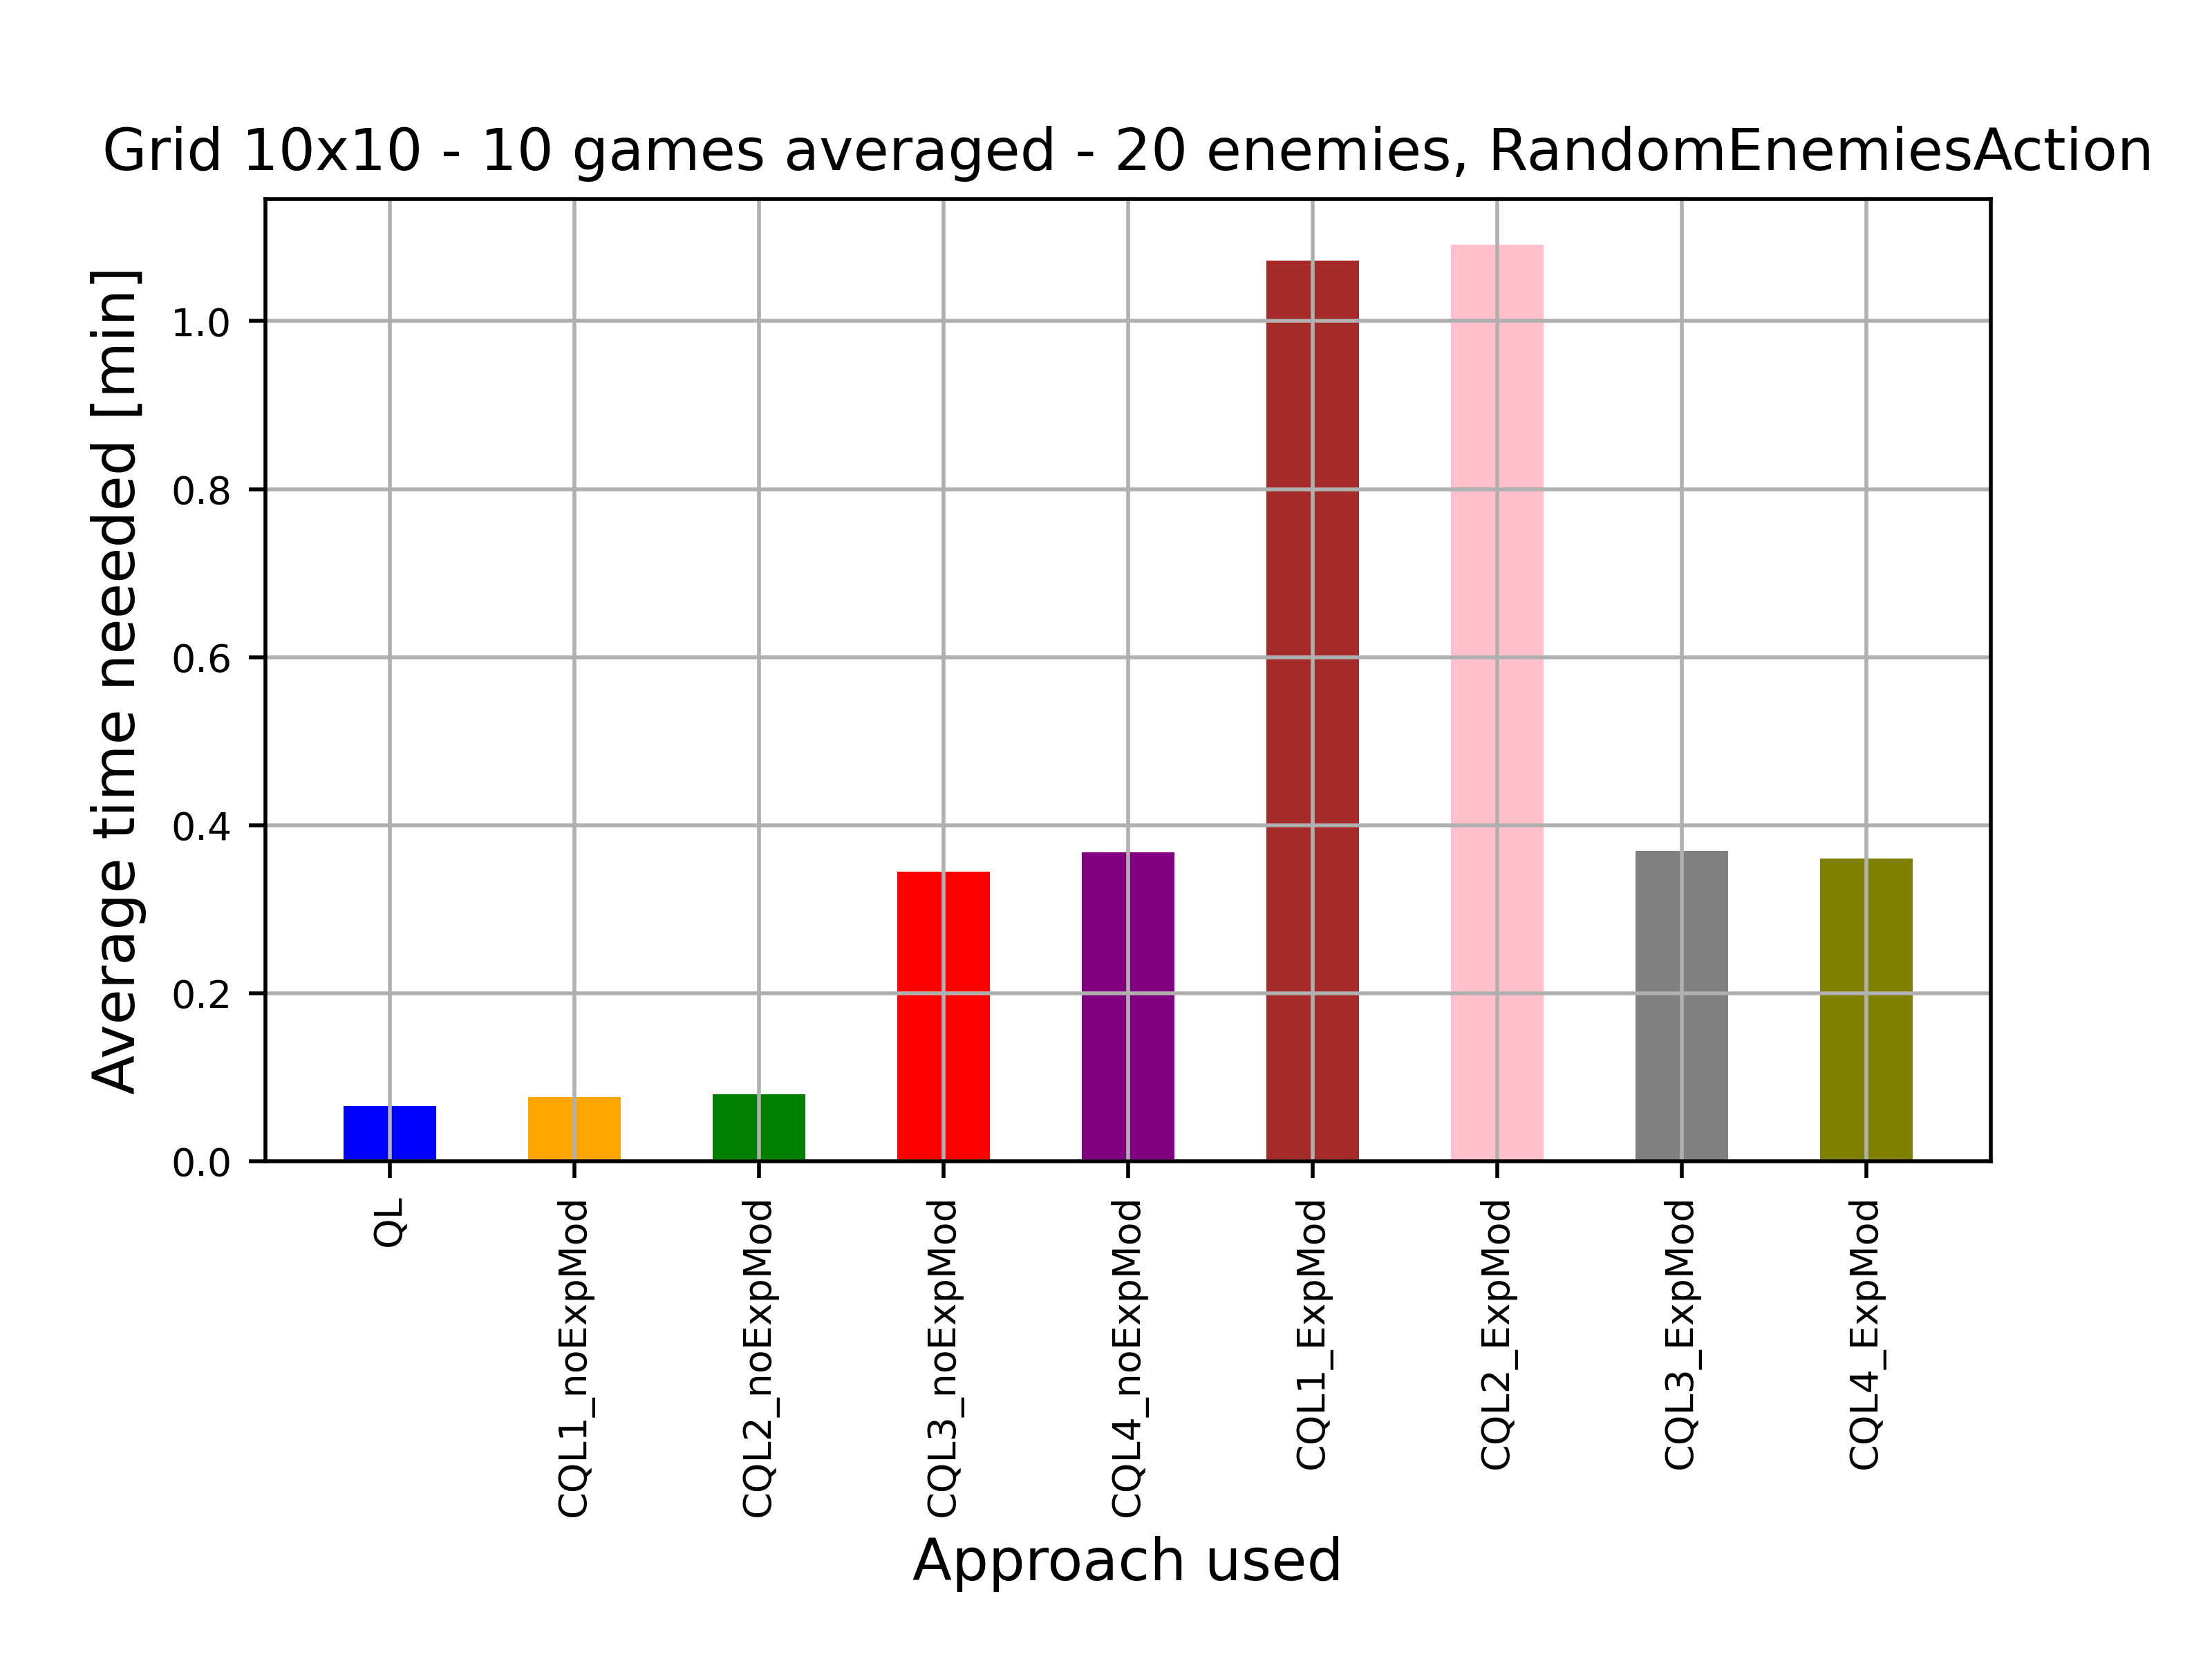 Grid 10x10 - 10 games averaged - 20 enemies, RandomEnemiesAction
Average time needed [min]
1.0
0.8
0.6
0.4
0.2
0.0
QL
CQL1_noExpMod
CQL2_noExpMod
CQL3_noExpMod
CQL4_noExpMod
CQL1_ExpMod
CQL2_ExpMod
CQL3_ExpMod
CQL4_ExpMod
Approach used